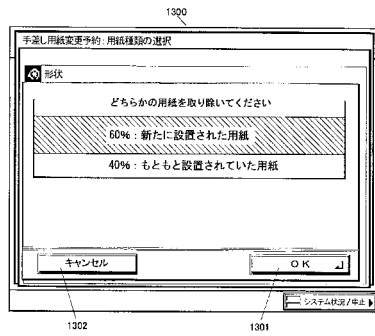 1300
手差し用紙変更予約:用紙種類の選択
形状
どちらかの用紙を取り除いてください
60%:新たに設置された用紙
40%:もともと設置されていた用紙
キャンセル
OK
システム状況/中止
1302
1301